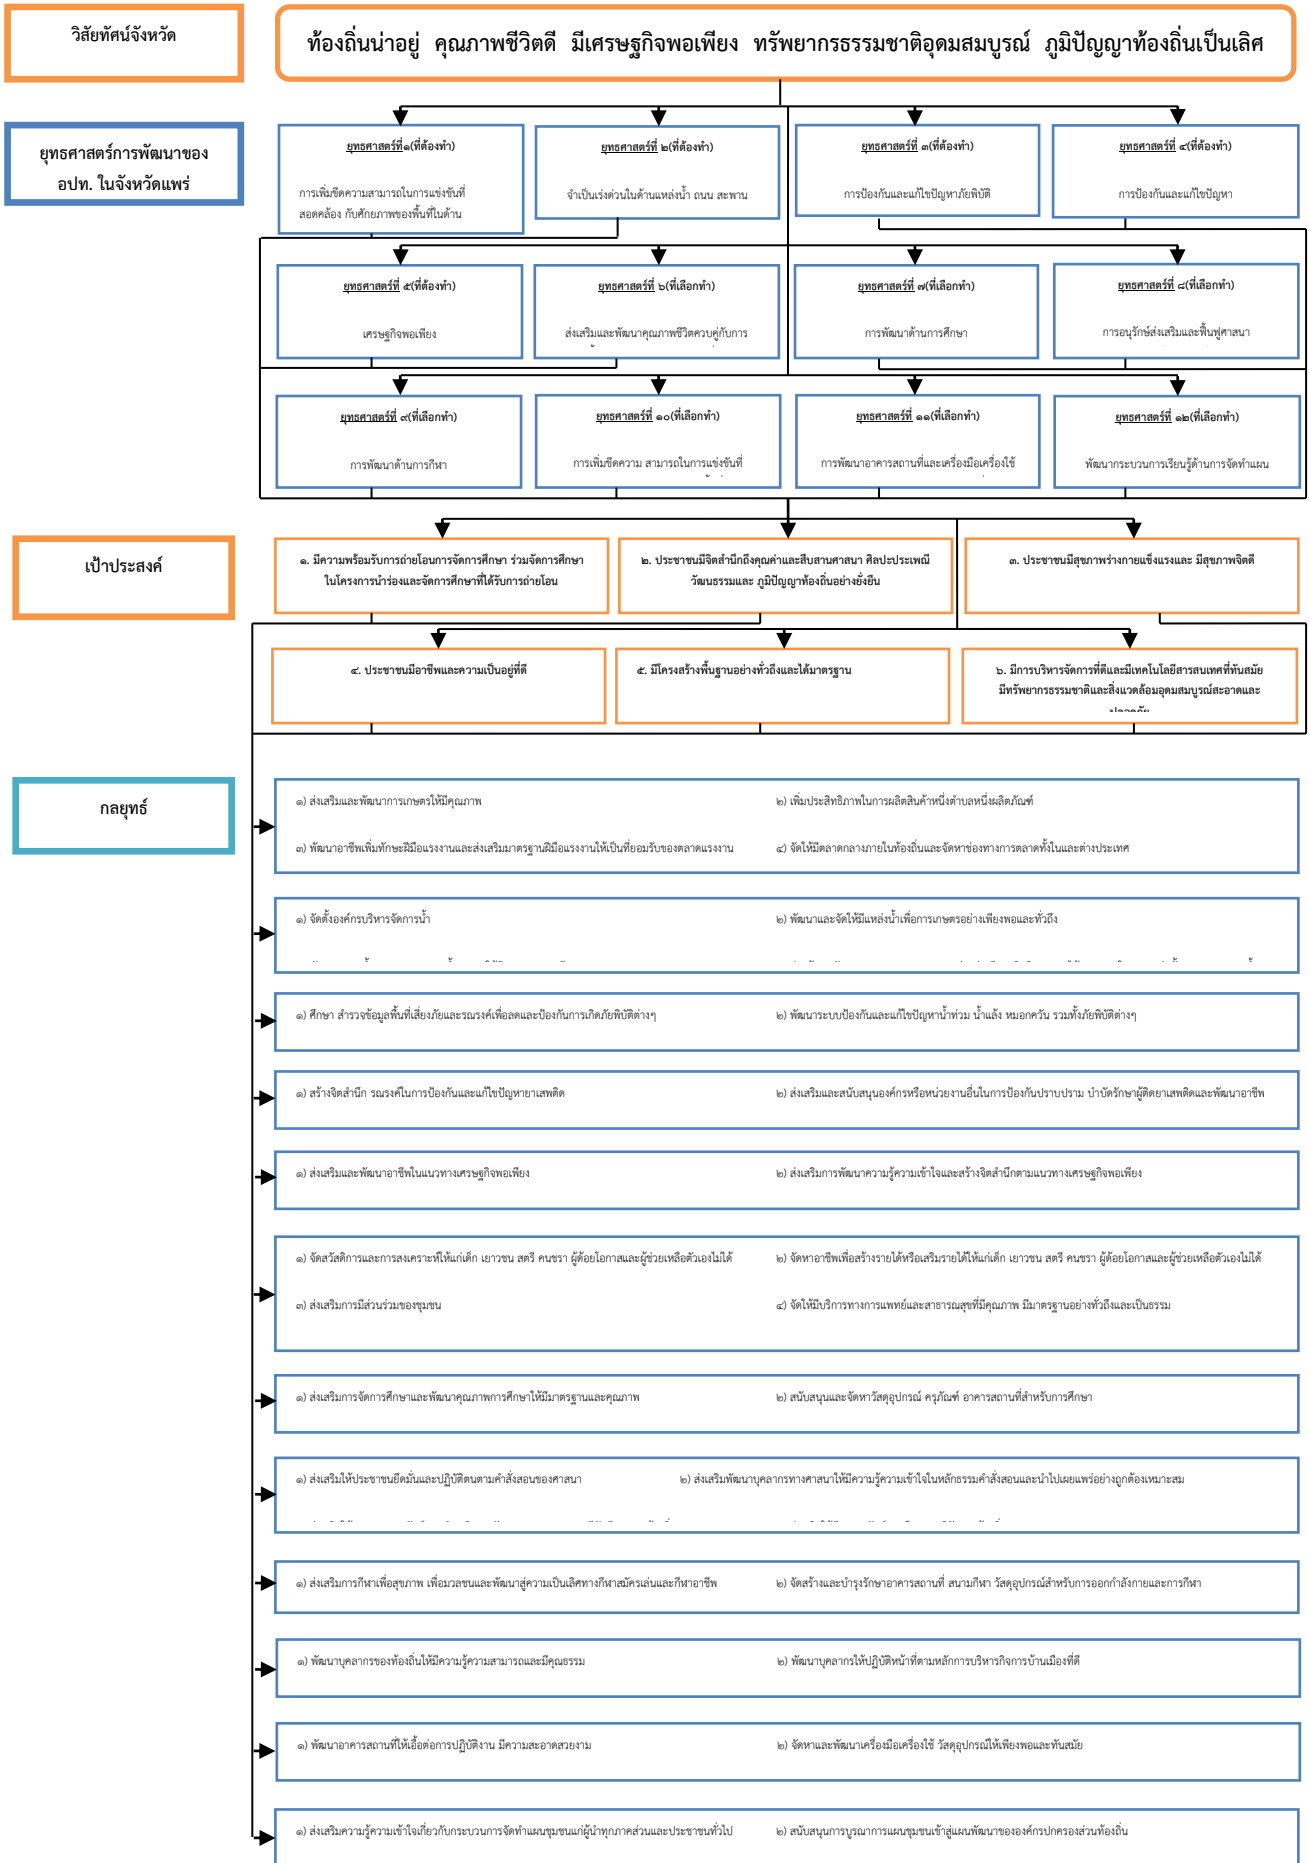 วิสัยทัศน์จังหวัด
ท้องถิ่นน่าอยู่ คุณภาพชีวิตดี มีเศรษฐกิจพอเพียง ทรัพยากรธรรมชาติอุดมสมบูรณ์ ภูมิปัญญาท้องถิ่นเป็นเลิศ
ยุทธศาสตร์การพัฒนาของ
อปท. ในจังหวัดแพร่
ยุทธศาสตร์ที่๑(ที่ต้องทำ)
การเพิ่มขีดความสามารถในการแข่งขันที่
สอดคล้อง กับศักยภาพของพื้นที่ในด้าน
ยุทธศาสตร์ที่ ๒(ที่ต้องทำ)
จำเป็นเร่งด่วนในด้านแหล่งน้ำ ถนน สะพาน
ยุทธศาสตร์ที่ ๓(ที่ต้องทำ)
การป้องกันและแก้ไขปัญหาภัยพิบัติ
ยุทธศาสตร์ที่ ๔(ที่ต้องทำ)
การป้องกันและแก้ไขปัญหา
ยุทธศาสตร์ที่ ๕(ที่ต้องทำ)
เศรษฐกิจพอเพียง
ยุทธศาสตร์ที่ ๖(ที่เลือกทำ)
ส่งเสริมและพัฒนาคุณภาพชีวิตควบคู่กับการ
ยุทธศาสตร์ที่ ๗(ที่เลือกทำ)
การพัฒนาด้านการศึกษา
ยุทธศาสตร์ที่ ๘(ที่เลือกทำ)
การอนุรักษ์ส่งเสริมและฟื้นฟูศาสนา
ยุทธศาสตร์ที่ ๙(ที่เลือกทำ)
การพัฒนาด้านการกีฬา
ยุทธศาสตร์ที่ ๑๐(ที่เลือกทำ)
การเพิ่มขีดความ สามารถในการแข่งขันที่
ยุทธศาสตร์ที่ ๑๑(ที่เลือกทำ)
การพัฒนาอาคารสถานที่และเครื่องมือเครื่องใช้
ยุทธศาสตร์ที่ ๑๒(ที่เลือกทำ)
พัฒนากระบวนการเรียนรู้ด้านการจัดทำแผน
เป้าประสงค์
๑. มีความพร้อมรับการถ่ายโอนการจัดการศึกษา ร่วมจัดการศึกษา
ในโครงการนำร่องและจัดการศึกษาที่ได้รับการถ่ายโอน
๒. ประชาชนมีจิตสำนึกถึงคุณค่าและสืบสานศาสนา ศิลปะประเพณี
วัฒนธรรมและ ภูมิปัญญาท้องถิ่นอย่างยั่งยืน
๓. ประชาชนมีสุขภาพร่างกายแข็งแรงและ มีสุขภาพจิตดี
๔. ประชาชนมีอาชีพและความเป็นอยู่ที่ดี
๕. มีโครงสร้างพื้นฐานอย่างทั่วถึงและได้มาตรฐาน
๖. มีการบริหารจัดการที่ดีและมีเทคโนโลยีสารสนเทศที่ทันสมัย
มีทรัพยากรธรรมชาติและสิ่งแวดล้อมอุดมสมบูรณ์สะอาดและ
กลยุทธ์
๑) ส่งเสริมและพัฒนาการเกษตรให้มีคุณภาพ ๒) เพิ่มประสิทธิภาพในการผลิตสินค้าหนึ่งตำบลหนึ่งผลิตภัณฑ์
๓) พัฒนาอาชีพเพิ่มทักษะฝีมือแรงงานและส่งเสริมมาตรฐานฝีมือแรงงานให้เป็นที่ยอมรับของตลาดแรงงาน ๔) จัดให้มีตลาดกลางภายในท้องถิ่นและจัดหาช่องทางการตลาดทั้งในและต่างประเทศ
๑) จัดตั้งองค์กรบริหารจัดการน้ำ ๒) พัฒนาและจัดให้มีแหล่งน้ำเพื่อการเกษตรอย่างเพียงพอและทั่วถึง
๑) ศึกษา สำรวจข้อมูลพื้นที่เสี่ยงภัยและรณรงค์เพื่อลดและป้องกันการเกิดภัยพิบัติต่างๆ ๒) พัฒนาระบบป้องกันและแก้ไขปัญหาน้ำท่วม น้ำแล้ง หมอกควัน รวมทั้งภัยพิบัติต่างๆ
๑) สร้างจิตสำนึก รณรงค์ในการป้องกันและแก้ไขปัญหายาเสพติด ๒) ส่งเสริมและสนับสนุนองค์กรหรือหน่วยงานอื่นในการป้องกันปราบปราม บำบัดรักษาผู้ติดยาเสพติดและพัฒนาอาชีพ
๑) ส่งเสริมและพัฒนาอาชีพในแนวทางเศรษฐกิจพอเพียง ๒) ส่งเสริมการพัฒนาความรู้ความเข้าใจและสร้างจิตสำนึกตามแนวทางเศรษฐกิจพอเพียง
๑) จัดสวัสดิการและการสงเคราะห์ให้แก่เด็ก เยาวชน สตรี คนชรา ผู้ด้อยโอกาสและผู้ช่วยเหลือตัวเองไม่ได้ ๒) จัดหาอาชีพเพื่อสร้างรายได้หรือเสริมรายได้ให้แก่เด็ก เยาวชน สตรี คนชรา ผู้ด้อยโอกาสและผู้ช่วยเหลือตัวเองไม่ได้
๓) ส่งเสริมการมีส่วนร่วมของชุมชน ๔) จัดให้มีบริการทางการแพทย์และสาธารณสุขที่มีคุณภาพ มีมาตรฐานอย่างทั่วถึงและเป็นธรรม
๑) ส่งเสริมการจัดการศึกษาและพัฒนาคุณภาพการศึกษาให้มีมาตรฐานและคุณภาพ ๒) สนับสนุนและจัดหาวัสดุอุปกรณ์ ครุภัณฑ์ อาคารสถานที่สำหรับการศึกษา
๑) ส่งเสริมให้ประชาชนยึดมั่นและปฏิบัติตนตามคำสั่งสอนของศาสนา ๒) ส่งเสริมพัฒนาบุคลากรทางศาสนาให้มีความรู้ความเข้าใจในหลักธรรมคำสั่งสอนและนำไปเผยแพร่อย่างถูกต้องเหมาะสม
๑) ส่งเสริมการกีฬาเพื่อสุขภาพ เพื่อมวลชนและพัฒนาสู่ความเป็นเลิศทางกีฬาสมัครเล่นและกีฬาอาชีพ ๒) จัดสร้างและบำรุงรักษาอาคารสถานที่ สนามกีฬา วัสดุอุปกรณ์สำหรับการออกกำลังกายและการกีฬา
๑) พัฒนาบุคลากรของท้องถิ่นให้มีความรู้ความสามารถและมีคุณธรรม ๒) พัฒนาบุคลากรให้ปฏิบัติหน้าที่ตามหลักการบริหารกิจการบ้านเมืองที่ดี
๑) พัฒนาอาคารสถานที่ให้เอื้อต่อการปฏิบัติงาน มีความสะอาดสวยงาม ๒) จัดหาและพัฒนาเครื่องมือเครื่องใช้ วัสดุอุปกรณ์ให้เพียงพอและทันสมัย
๑) ส่งเสริมความรู้ความเข้าใจเกี่ยวกับกระบวนการจัดทำแผนชุมชนแก่ผู้นำทุกภาคส่วนและประชาชนทั่วไป ๒) สนับสนุนการบูรณาการแผนชุมชนเข้าสู่แผนพัฒนาขององค์กรปกครองส่วนท้องถิ่น